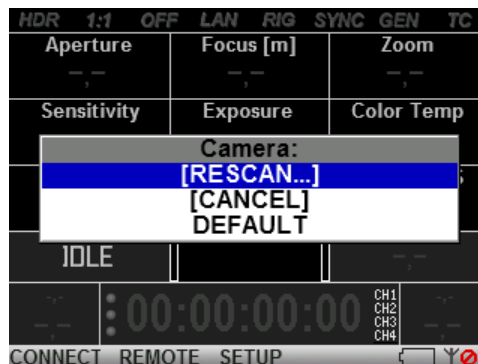 HDR 1:1 OFF LAN RIG SYNC GEN TC
Aperture Focus [m] Zoom
-,- -,- -,-
Sensitivity Exposure Color Temp
Camera:
[RESCAN...]
[CANCEL]
DEFAULT
IDLE -,-
-,- 00:00:00:00 CH1 -,-
CH2
-,- CH3 -,-
CH4
CONNECT REMOTE SETUP